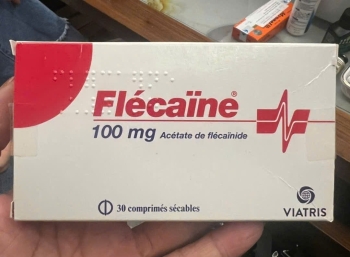 Flécaïne®
100 mg Acétate de flécaïnide
30 comprimés sécables
VIATRIS